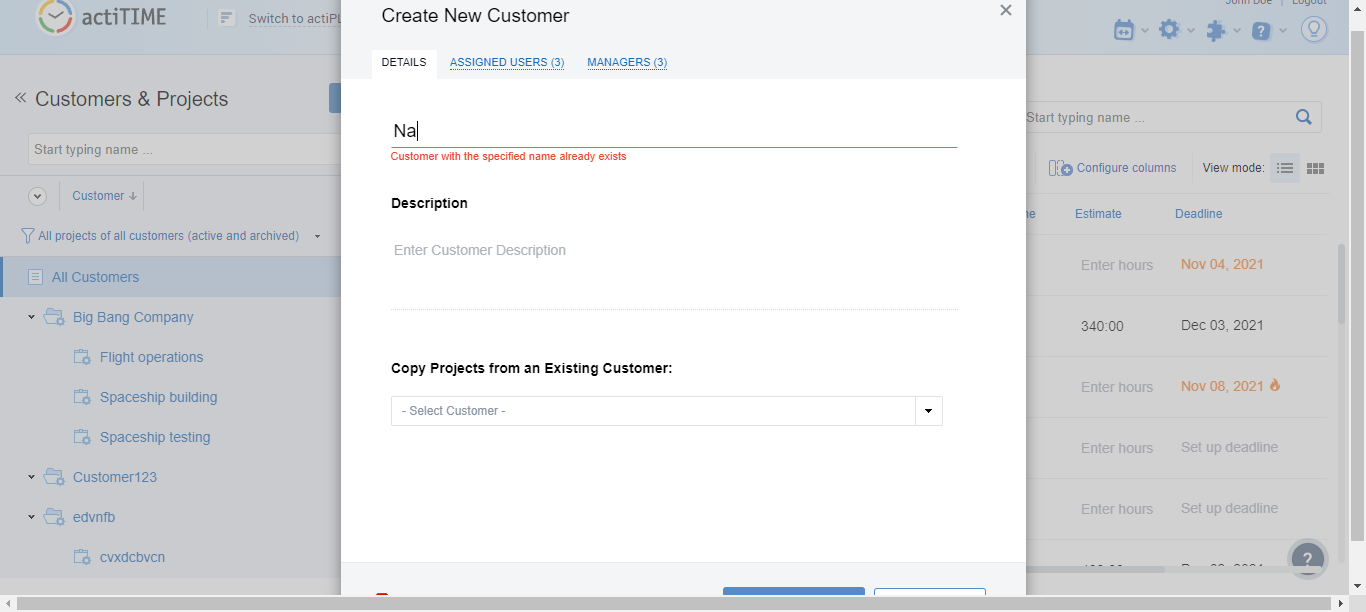 actiTIME
Switch to actiPL
John Doe
Logout
Create New Customer
DETAILS
ASSIGNED USERS (3)
MANAGERS (3)
Customers & Projects
Start typing name ...
Customer
All projects of all customers (active and archived)
All Customers
Big Bang Company
Flight operations
Spaceship building
Spaceship testing
Customer123
edvnfb
cvxdcbvcn
Na
Customer with the specified name already exists
Description
Enter Customer Description
Copy Projects from an Existing Customer:
- Select Customer -
Start typing name ...
Configure columns
View mode:
Estimate
Deadline
Enter hours
Nov 04, 2021
340:00
Dec 03, 2021
Enter hours
Nov 08, 2021
Enter hours
Set up deadline
Enter hours
Set up deadline
?